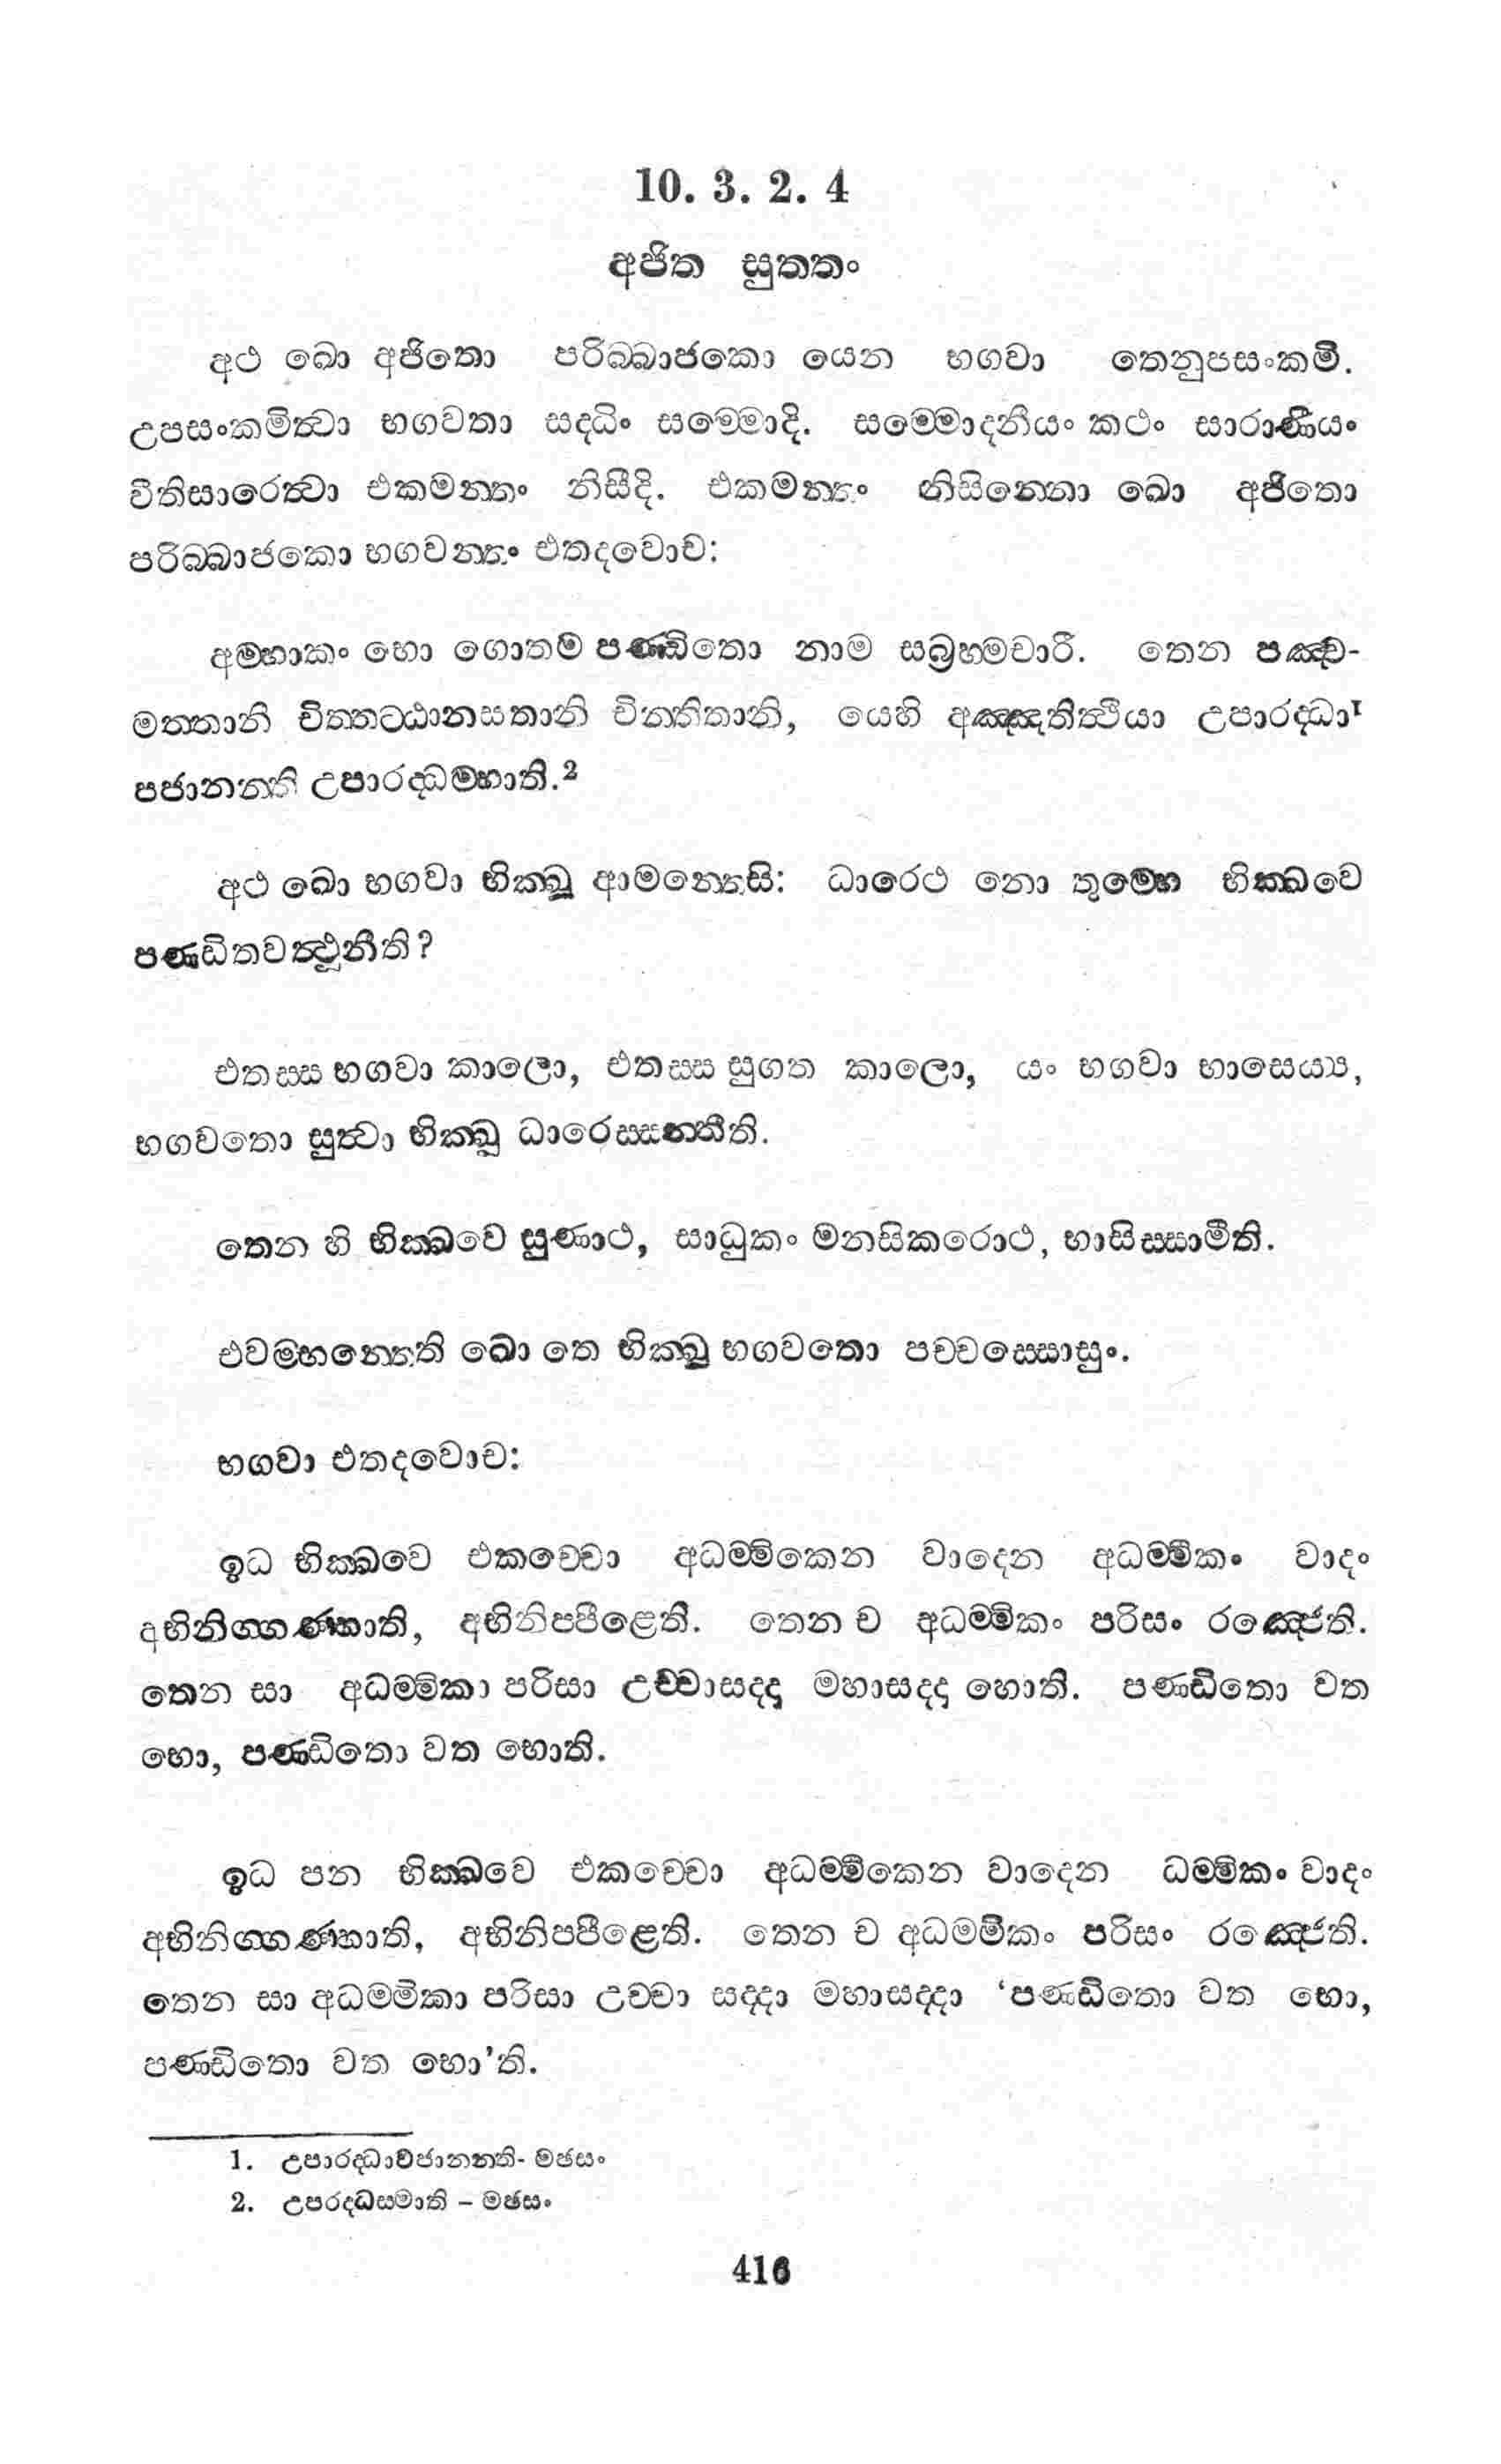 10. 3. 2. 4
අජිත සුත්තං
අථ ඛො අජිතො පරිබ්බාජකො යෙන භගවා තෙනුපසංකමි.
උපසංකමිත්වා භගවතා සද්ධිං සම්මොදි. සම්මොදනීයං කථං සාරාණීයං
වීතිසාරෙත්වා එකමන්තං නිසීදි. එකමන්තං නිසින්නො ඛො අජිතො
පරිබ්බාජකො භගවන්තං එතදවොච:
අම්හාකං භො ගොතම පණ්ඩිතො නාම සබ්‍රහ්මචාරී. තෙන පඤ්ච-
මත්තානි චිත්තට්ඨානසතානි චින්තිතානි, යෙහි අඤ්ඤතිත්ථියා උපාරද්ධා¹
පජානන්ති උපාරද්ධම්හාති.²
අථ ඛො භගවා භික්ඛූ ආමන්තෙසි: ධාරෙථ නො තුම්හෙ භික්ඛවෙ
පණ්ඩිතවත්ථූනීති?
එතස්ස භගවා කාලො, එතස්ස සුගත කාලො, යං භගවා භාසෙය්‍ය,
භගවතො සුත්වා භික්ඛූ ධාරෙස්සන්තීති.
තෙන හි භික්ඛවෙ සුණාථ, සාධුකං මනසිකරොථ, භාසිස්සාමීති.
එවම්භන්තෙති ඛො තෙ භික්ඛූ භගවතො පච්චස්සොසුං.
භගවා එතදවොච:
ඉධ භික්ඛවෙ එකච්චො අධම්මිකෙන වාදෙන අධම්මිකං වාදං
අභිනිග්ගණ්හාති, අභිනිප්පීළෙති. තෙන ච අධම්මිකං පරිසං රඤ්ජෙති.
තෙන සා අධම්මිකා පරිසා උච්චාසද්දා මහාසද්දා හොති. පණ්ඩිතො වත
භො, පණ්ඩිතො වත භොති.
ඉධ පන භික්ඛවෙ එකච්චො අධම්මිකෙන වාදෙන ධම්මිකං වාදං
අභිනිග්ගණ්හාති, අභිනිප්පීළෙති. තෙන ච අධම්මිකං පරිසං රඤ්ජෙති.
තෙන සා අධම්මිකා පරිසා උච්චා සද්දා මහාසද්දා ‘පණ්ඩිතො වත භො,
පණ්ඩිතො වත භො’ති.
1. උපාරද්ධාවජානන්ති- මඡසං
2. උපරද්ධස්මාති – මඡසං
416